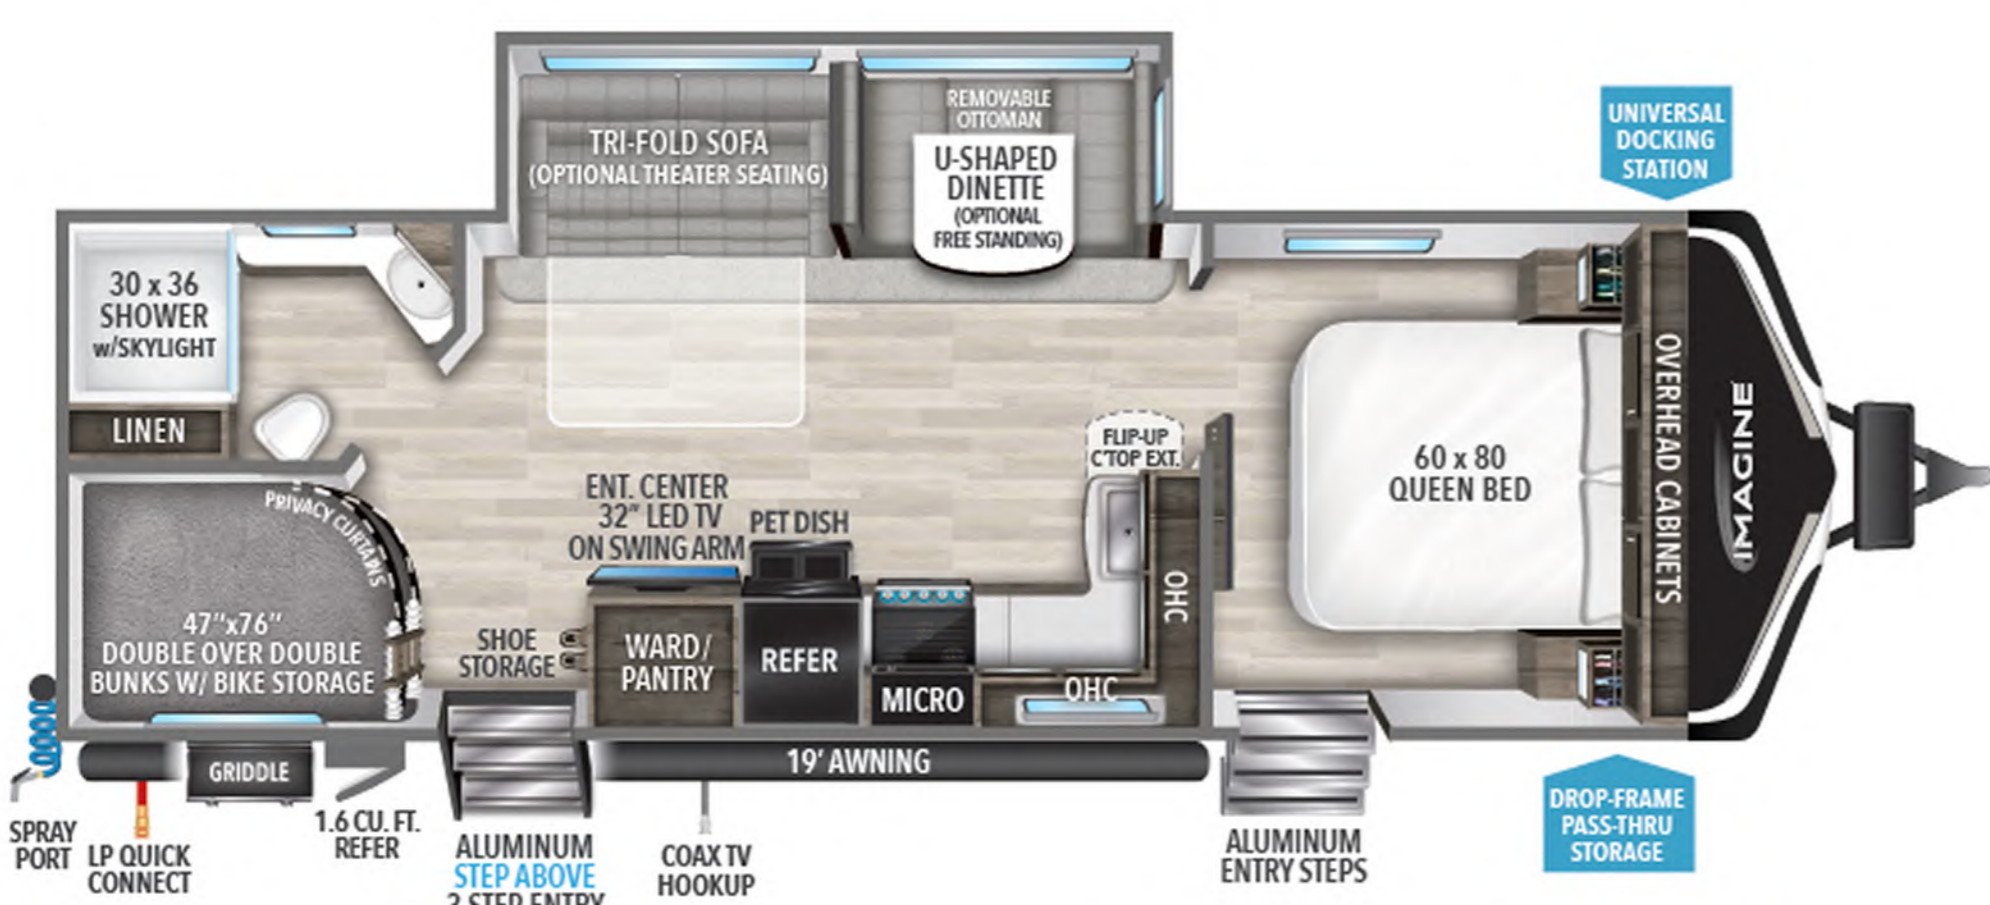 REMOVABLE
OTTOMAN
TRI-FOLD SOFA
(OPTIONAL THEATER SEATING)
U-SHAPED
DINETTE
(OPTIONAL
FREE STANDING)
UNIVERSAL
DOCKING
STATION
30 x 36
SHOWER
w/SKYLIGHT
LINEN
OVERHEAD CABINETS
IMAGINE
60 x 80
QUEEN BED
FLIP-UP
C'TOP EXT.
ENT. CENTER
32" LED TV
ON SWING ARM
PET DISH
PRIVACY CURTAINS
47"x76"
DOUBLE OVER DOUBLE
BUNKS W/ BIKE STORAGE
SHOE
STORAGE
WARD/
PANTRY
REFER
MICRO
OHC
OHC
19' AWNING
GRIDDLE
SPRAY
PORT
LP QUICK
CONNECT
1.6 CU. FT.
REFER
ALUMINUM
STEP ABOVE
3 STEP ENTRY
COAX TV
HOOKUP
ALUMINUM
ENTRY STEPS
DROP-FRAME
PASS-THRU
STORAGE